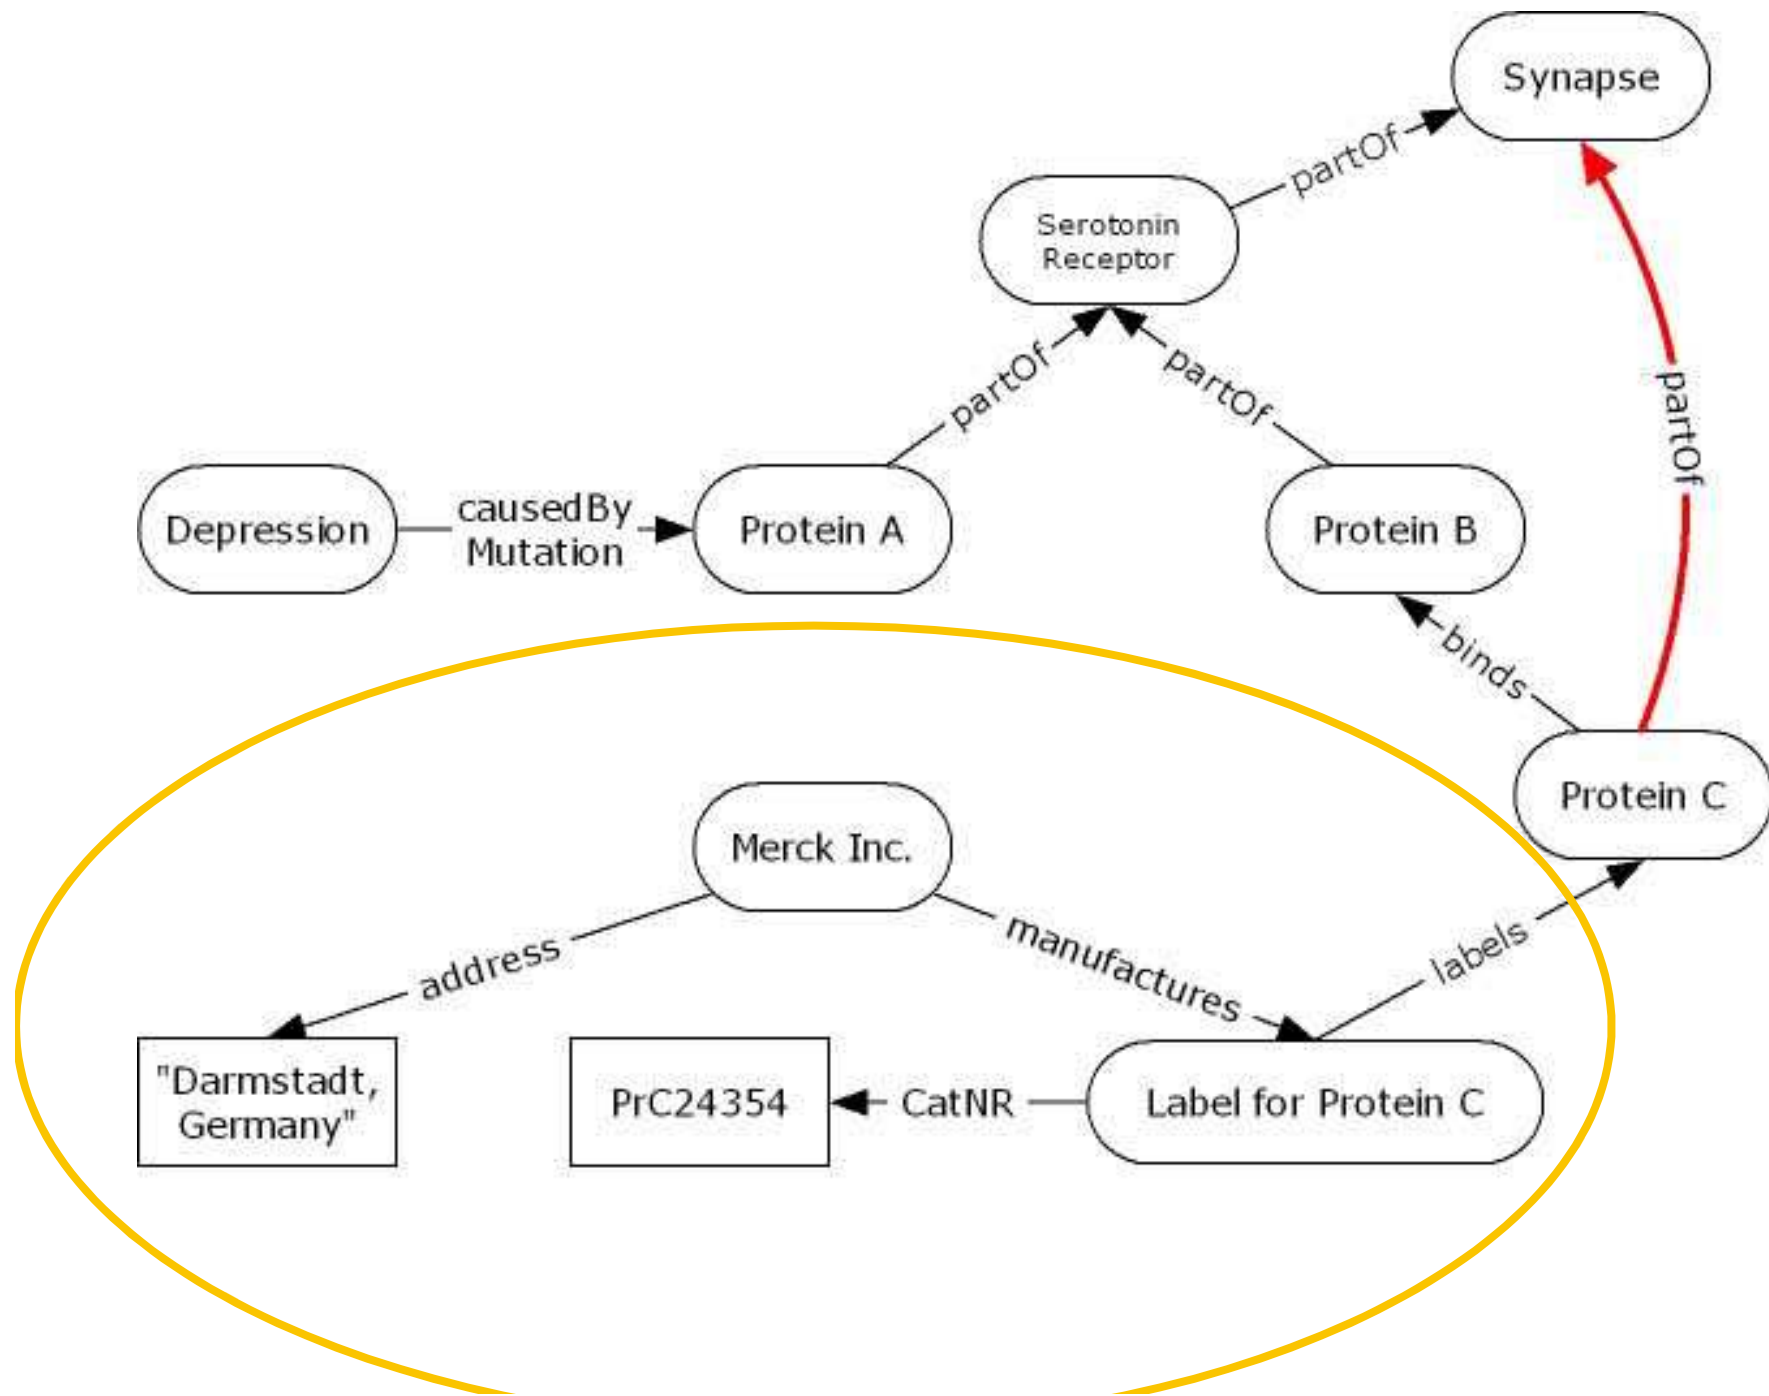 Synapse
partOf
Serotonin
Receptor
partOf
partOf
partOf
Depression
causedBy
Mutation
Protein A
Protein B
binds
Protein C
Merck Inc.
address
manufactures
labels
"Darmstadt,
Germany"
PrC24354
CatNR
Label for Protein C